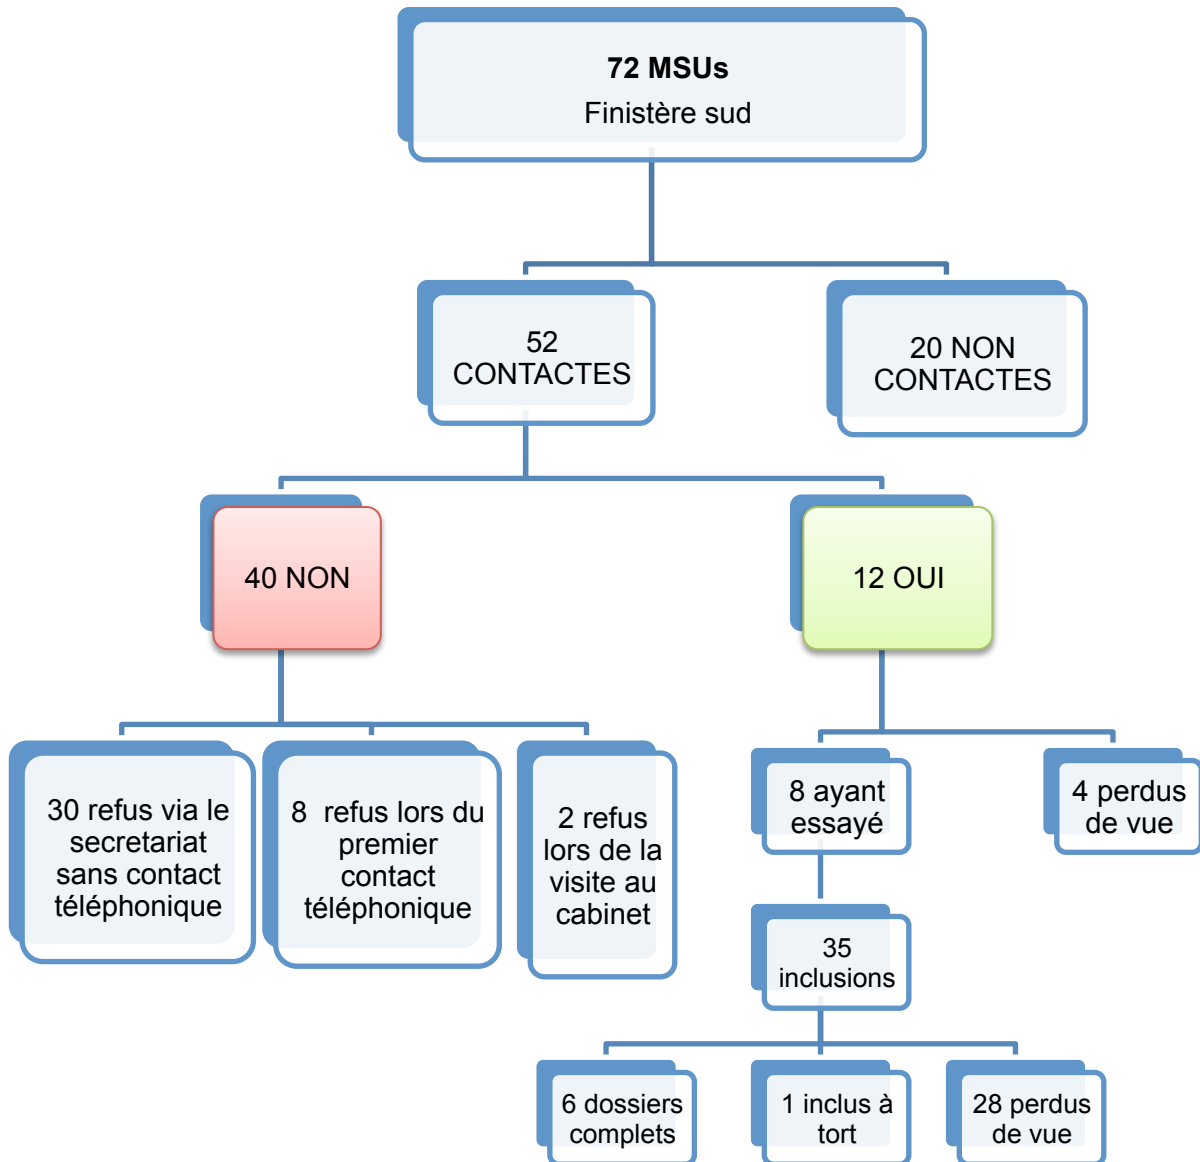 72 MSUs
Finistère sud
52
CONTACTES
20 NON
CONTACTES
40 NON
12 OUI
30 refus via le
secretariat
sans contact
téléphonique
8  refus lors du
premier
contact
téléphonique
2 refus
lors de la
visite au
cabinet
8 ayant
essayé
4 perdus
de vue
35
inclusions
6 dossiers
complets
1 inclus à
tort
28 perdus
de vue